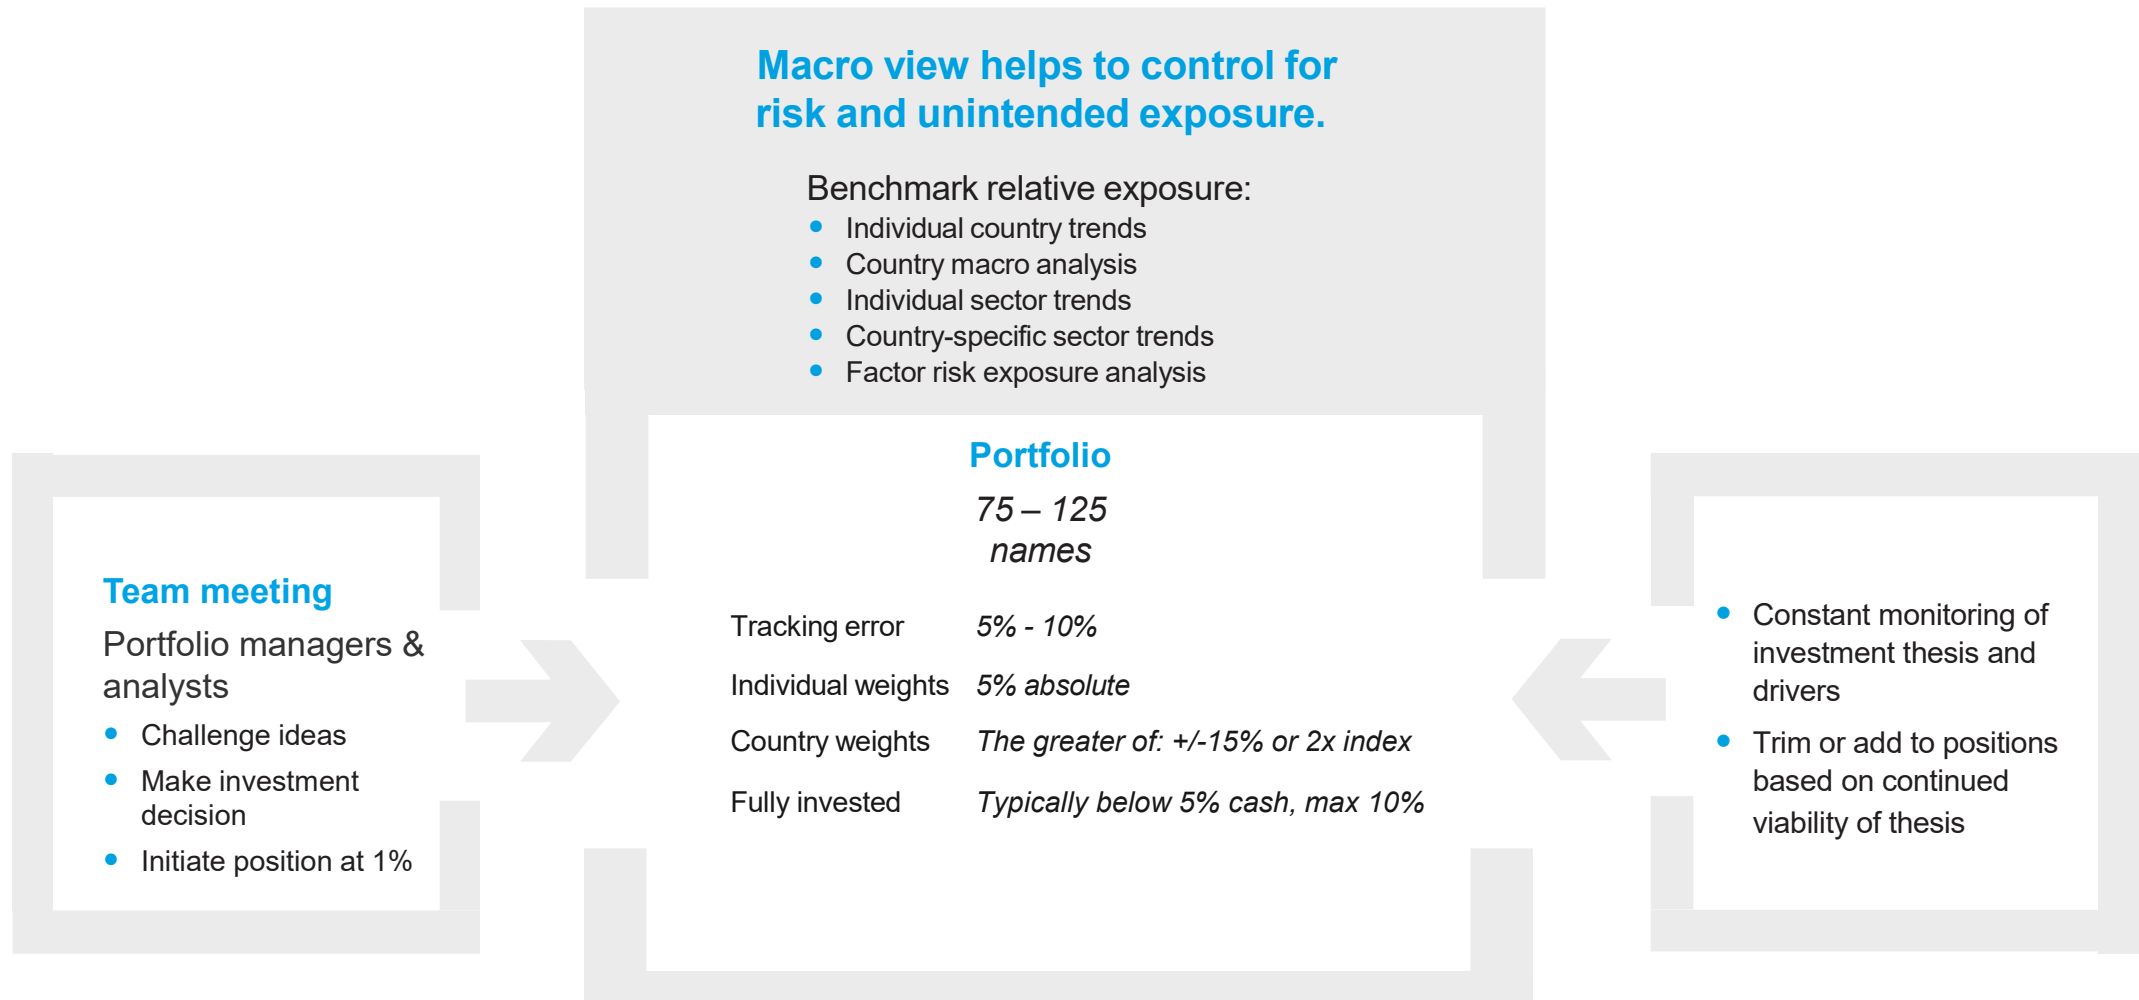 Macro view helps to control for
risk and unintended exposure.
Benchmark relative exposure:
• Individual country trends
• Country macro analysis
• Individual sector trends
• Country-specific sector trends
• Factor risk exposure analysis
Team meeting
Portfolio managers &
analysts
• Challenge ideas
• Make investment
decision
• Initiate position at 1%
Portfolio
75 – 125
names
Tracking error 5% - 10%
Individual weights 5% absolute
Country weights The greater of: +/-15% or 2x index
Fully invested Typically below 5% cash, max 10%
• Constant monitoring of
investment thesis and
drivers
• Trim or add to positions
based on continued
viability of thesis